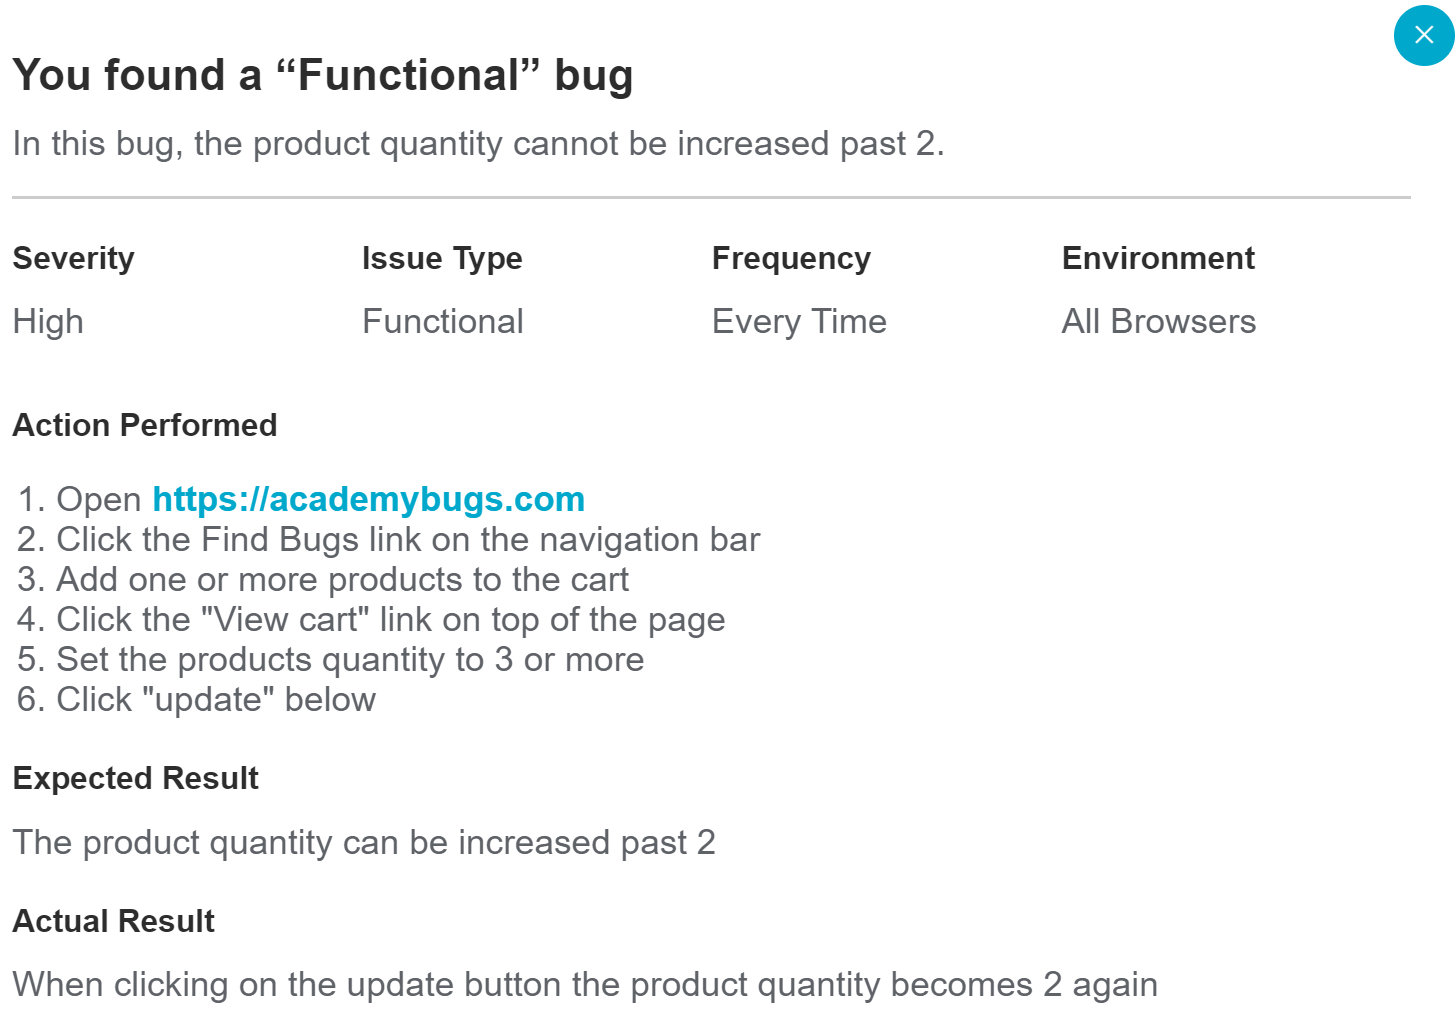 You found a “Functional” bug
In this bug, the product quantity cannot be increased past 2.
Severity
Issue Type
Frequency
Environment
High
Functional
Every Time
All Browsers
Action Performed
1. Open https://academybugs.com
2. Click the Find Bugs link on the navigation bar
3. Add one or more products to the cart
4. Click the "View cart" link on top of the page
5. Set the products quantity to 3 or more
6. Click "update" below
Expected Result
The product quantity can be increased past 2
Actual Result
When clicking on the update button the product quantity becomes 2 again